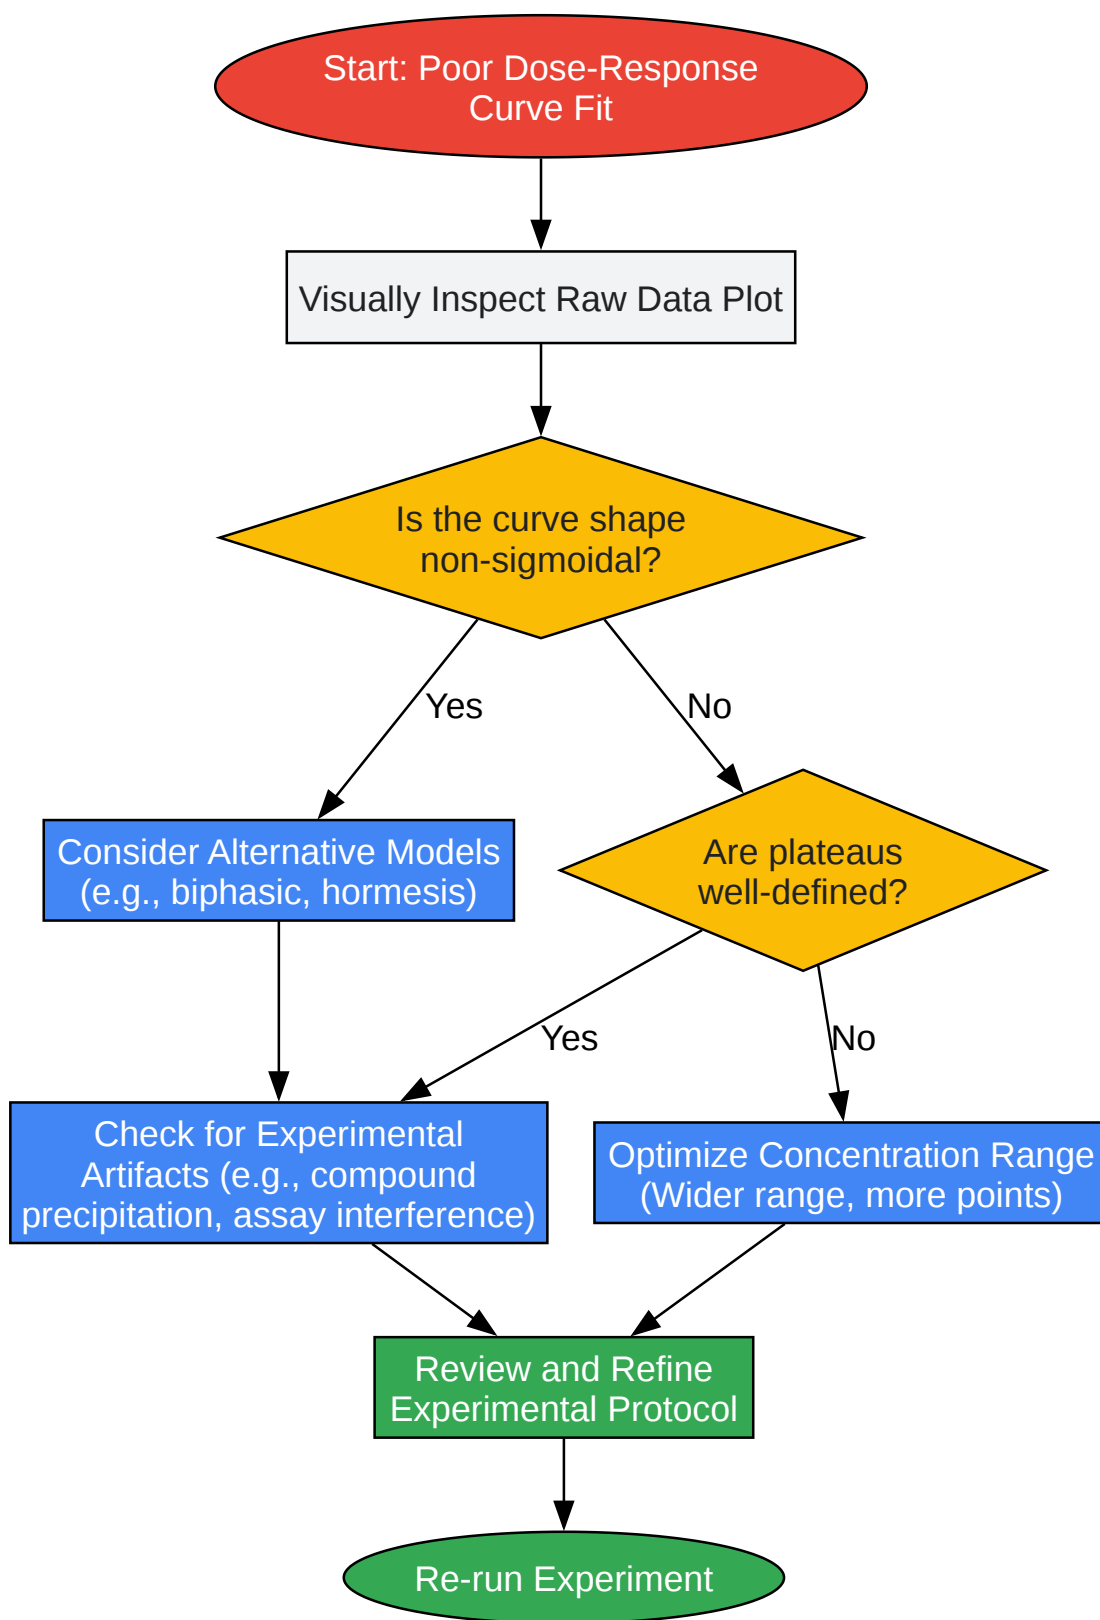 Start: Poor Dose-Response
Curve Fit
Visually Inspect Raw Data Plot
Is the curve shape
non-sigmoidal?
Yes
No
Consider Alternative Models
(e.g., biphasic, hormesis)
Are plateaus
well-defined?
Yes
No
Check for Experimental
Artifacts (e.g., compound
precipitation, assay interference)
Optimize Concentration Range
(Wider range, more points)
Review and Refine
Experimental Protocol
Re-run Experiment